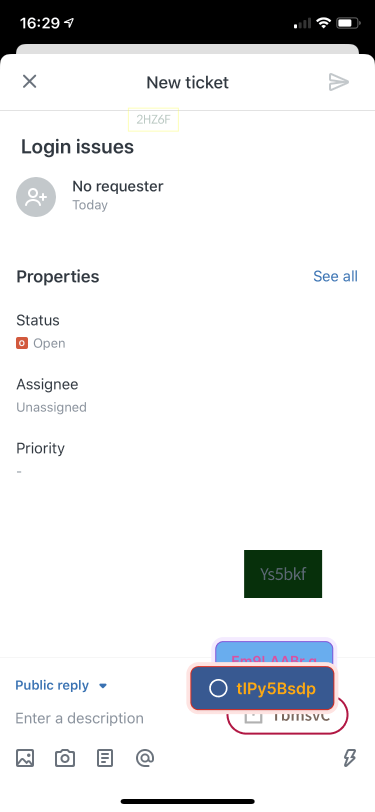 16:29
New ticket
2HZ6F
Login issues
No requester
Today
Properties
See all
Status
Open
Assignee
Unassigned
Priority
-
Ys5bkf
Public reply
tIPy5Bsdp
Enter a description